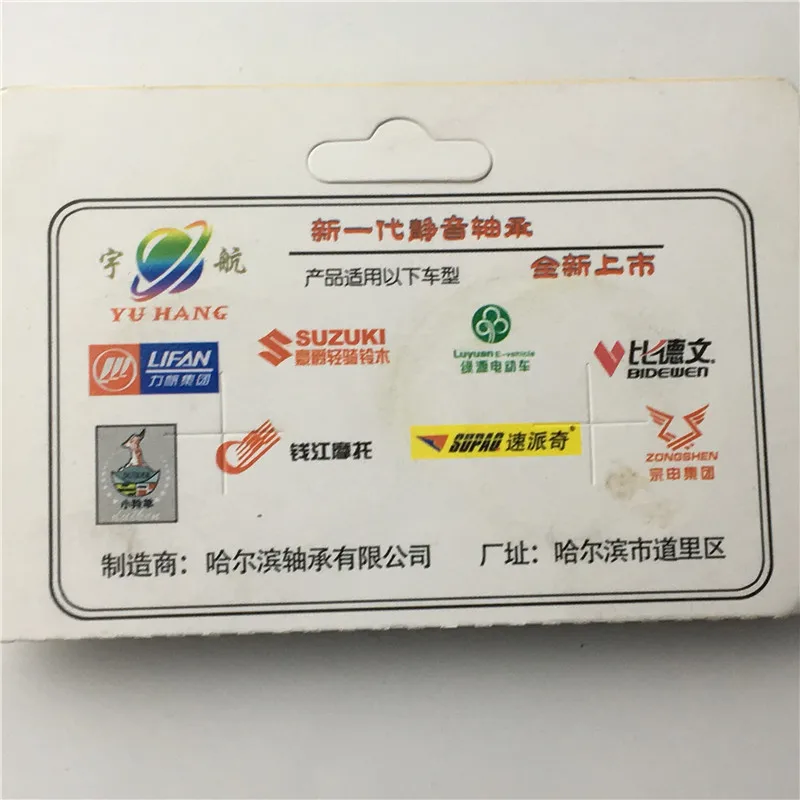 新一代静音轴承
宇 航
YU HANG
产品适用以下车型
全新上市
LIFAN
力帆集团
SUZUKI
豪爵轻骑铃木
Luyuan E-vehicle
绿源电动车
比德文
BIDEWEN
小羚羊
钱江摩托
SUPAQ 速派奇®
ZONGSHEN
宗申集团
制造商：哈尔滨轴承有限公司
厂址：哈尔滨市道里区